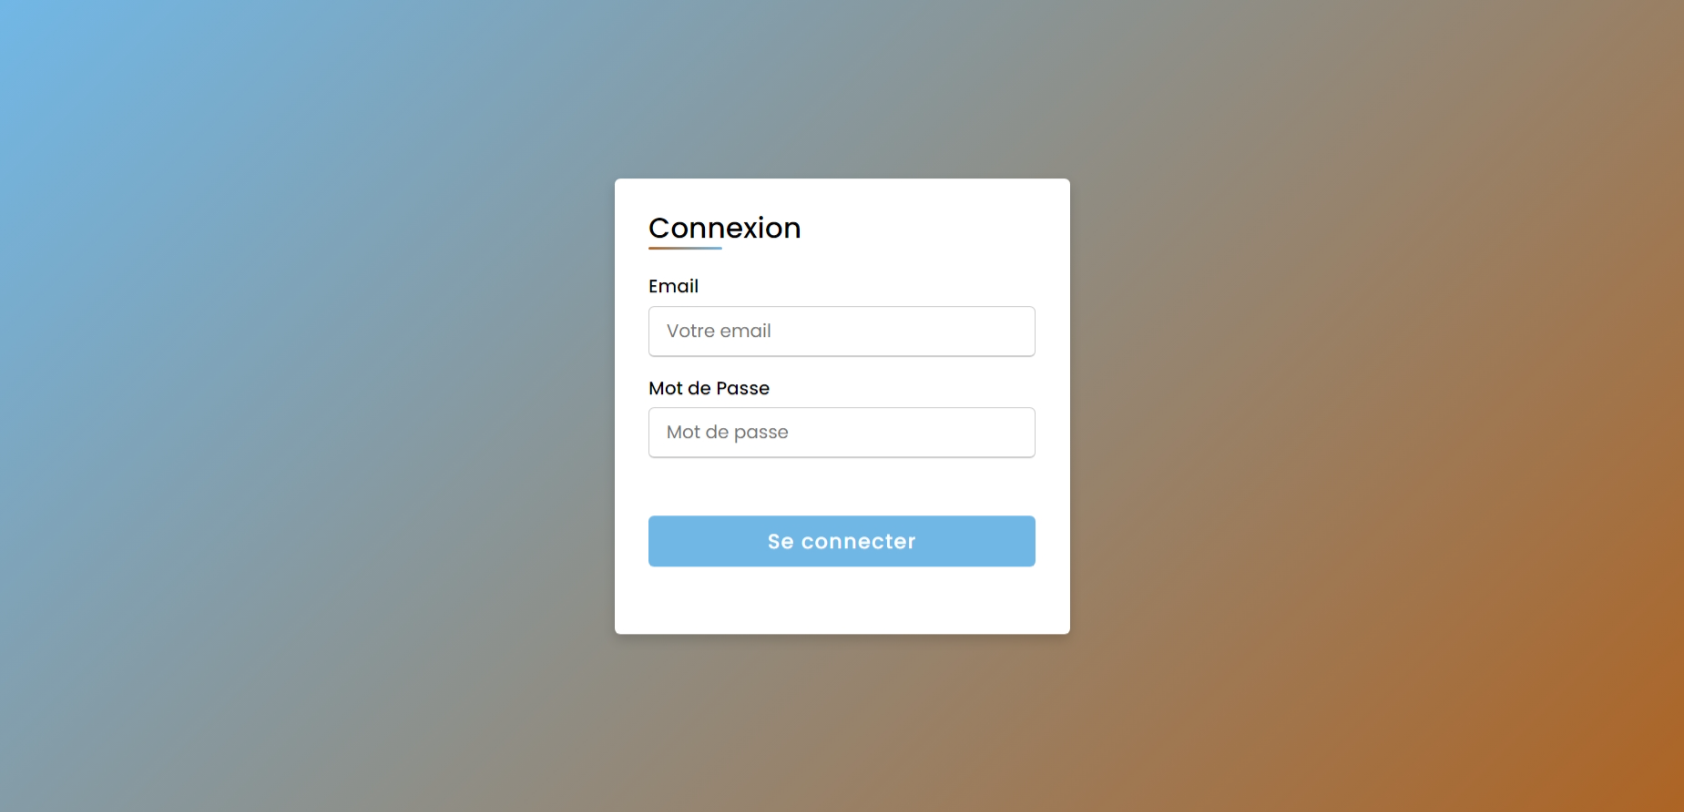 Connexion
Email
Votre email
Mot de Passe
Mot de passe
Se connecter